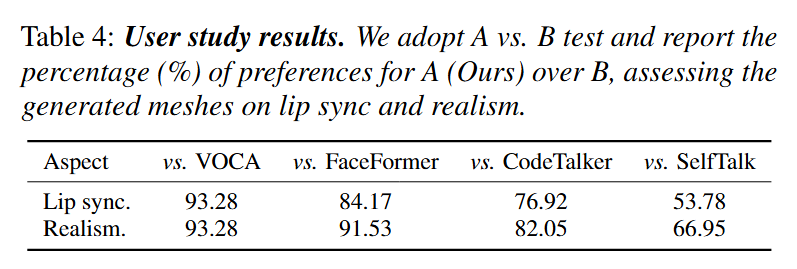 Table 4: User study results. We adopt A vs. B test and report the
percentage (%) of preferences for A (Ours) over B, assessing the
generated meshes on lip sync and realism.
Aspect vs. VOCA vs. FaceFormer vs. CodeTalker vs. SelfTalk
Lip sync. 93.28 84.17 76.92 53.78
Realism. 93.28 91.53 82.05 66.95